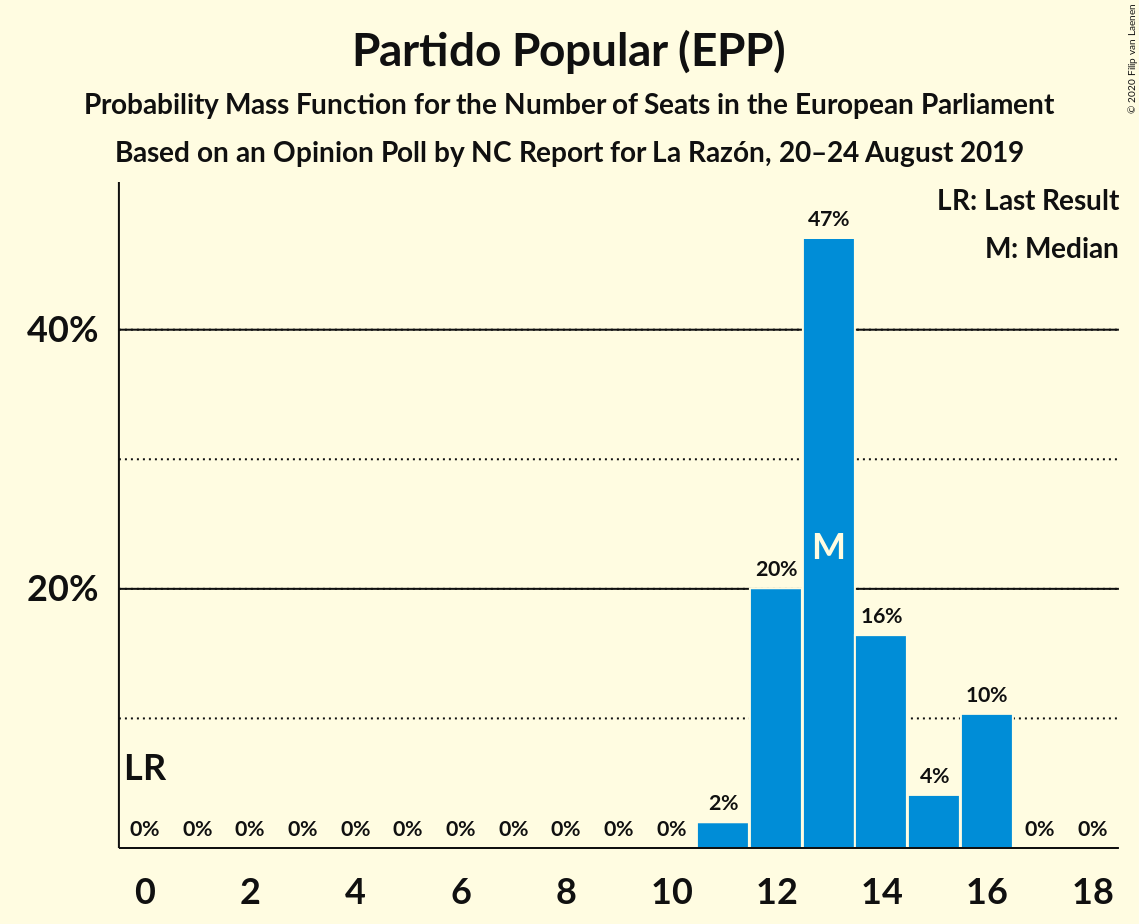 Partido Popular (EPP)
Probability Mass Function for the Number of Seats in the European Parliament
Based on an Opinion Poll by NC Report for La Razón, 20–24 August 2019
© 2020 Filip van Laenen
LR: Last Result
M: Median
47%
40%
M
20%
20%
16%
10%
LR
4%
2%
0% 0% 0% 0% 0% 0% 0% 0% 0% 0% 0% 0% 0%
0 2 4 6 8 10 12 14 16 18